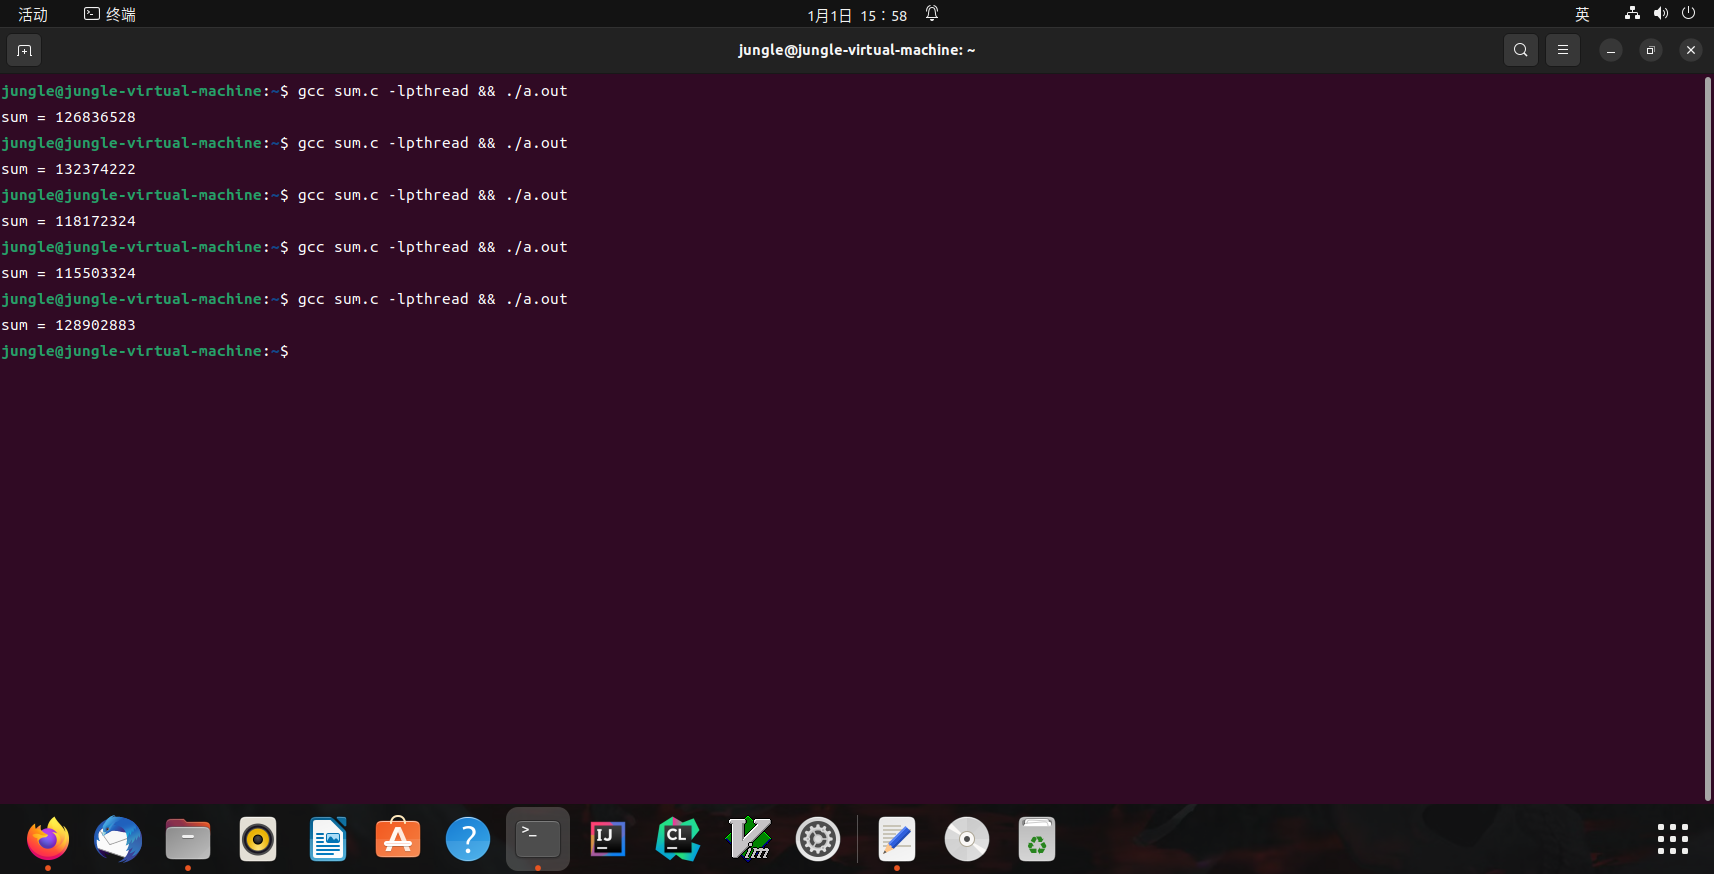 活动 终端 1月1日 15：58 英
jungle@jungle-virtual-machine: ~
jungle@jungle-virtual-machine:~$ gcc sum.c -lpthread && ./a.out
sum = 126836528
jungle@jungle-virtual-machine:~$ gcc sum.c -lpthread && ./a.out
sum = 132374222
jungle@jungle-virtual-machine:~$ gcc sum.c -lpthread && ./a.out
sum = 118172324
jungle@jungle-virtual-machine:~$ gcc sum.c -lpthread && ./a.out
sum = 115503324
jungle@jungle-virtual-machine:~$ gcc sum.c -lpthread && ./a.out
sum = 128902883
jungle@jungle-virtual-machine:~$
>_ IJ CL Vim